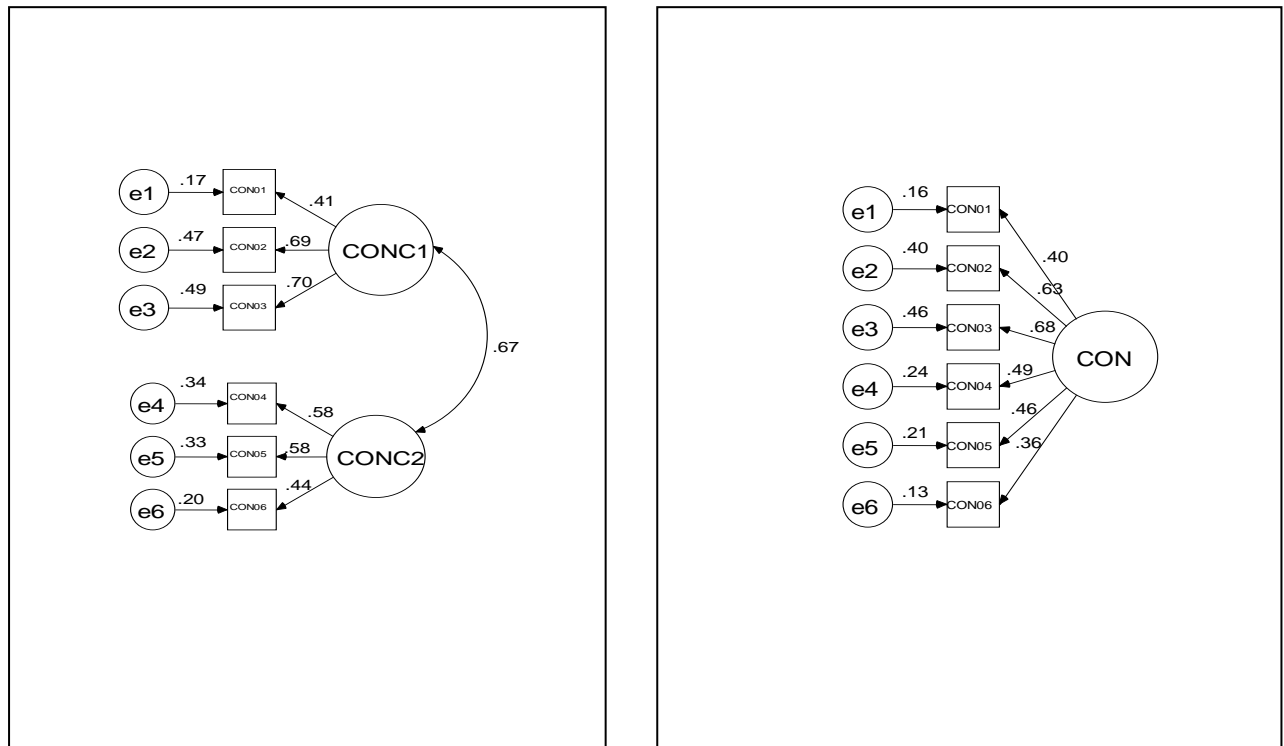 .17
e1
CON01
.41
.47
e2
CON02
.69
CONC1
.49
e3
CON03
.70
.67
.34
e4
CON04
.58
.33
e5
CON05
.58
CONC2
.20
e6
CON06
.44
.16
e1
CON01
.40
.40
e2
CON02
.63
.46
e3
CON03
.68
CON
.24
e4
CON04
.49
.21
e5
CON05
.46
.13
e6
CON06
.36